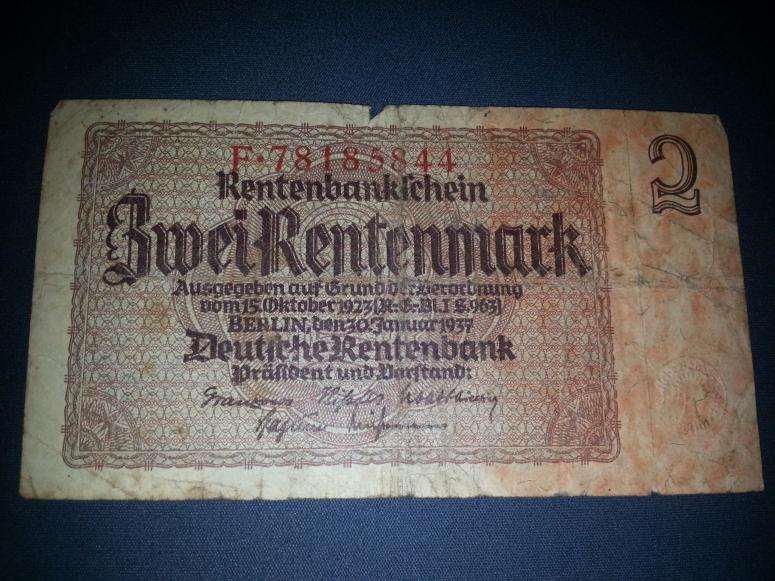 F·78185844
2
Rentenbankschein
Zwei Rentenmark
Ausgegeben auf Grund der Verordnung
vom 15. Oktober 1923 (R.-G.-Bl. I S. 963)
BERLIN, den 30. Januar 1937
Deutsche Rentenbank
Präsident und Vorstand: